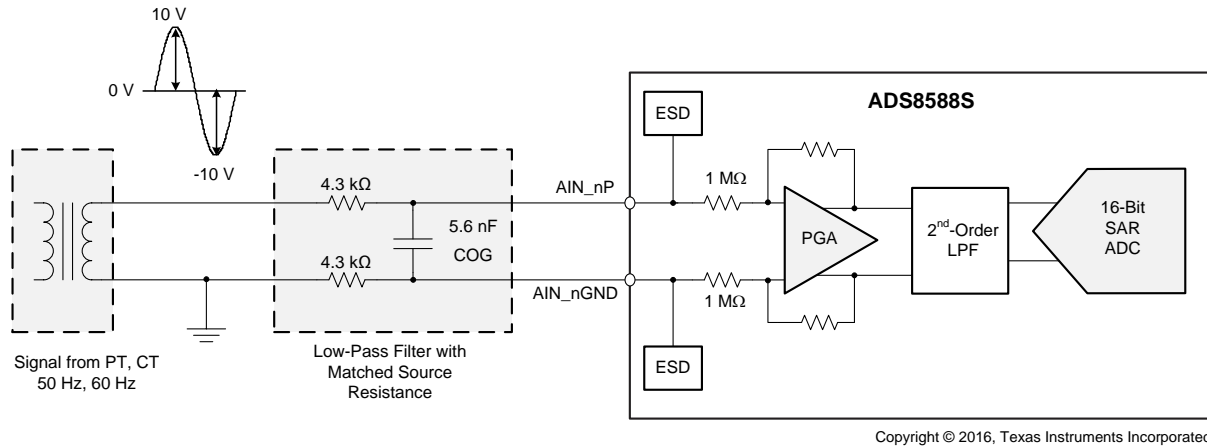 10 V
0 V
-10 V
ADS8588S
ESD
4.3 kΩ
AIN_nP
1 MΩ
5.6 nF
COG
PGA
2nd-Order
LPF
16-Bit
SAR
ADC
4.3 kΩ
AIN_nGND
1 MΩ
ESD
Signal from PT, CT
50 Hz, 60 Hz
Low-Pass Filter with
Matched Source
Resistance
Copyright © 2016, Texas Instruments Incorporated